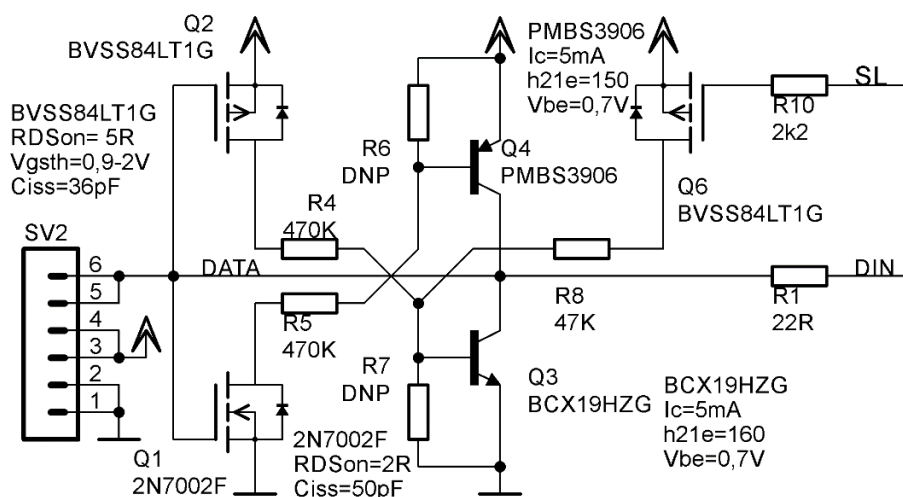 Q2
BVSS84LT1G
BVSS84LT1G
RDSon= 5R
Vgsth=0,9-2V
Ciss=36pF
PMBS3906
Ic=5mA
h21e=150
Vbe=0,7V
SL
R10
2k2
R6
DNP
Q4
PMBS3906
Q6
BVSS84LT1G
R4
470K
SV2
6
5
4
3
2
1
DATA
DIN
R5
470K
R8
47K
R1
22R
R7
DNP
Q3
BCX19HZG
BCX19HZG
Ic=5mA
h21e=160
Vbe=0,7V
Q1
2N7002F
2N7002F
RDSon=2R
Ciss=50pF